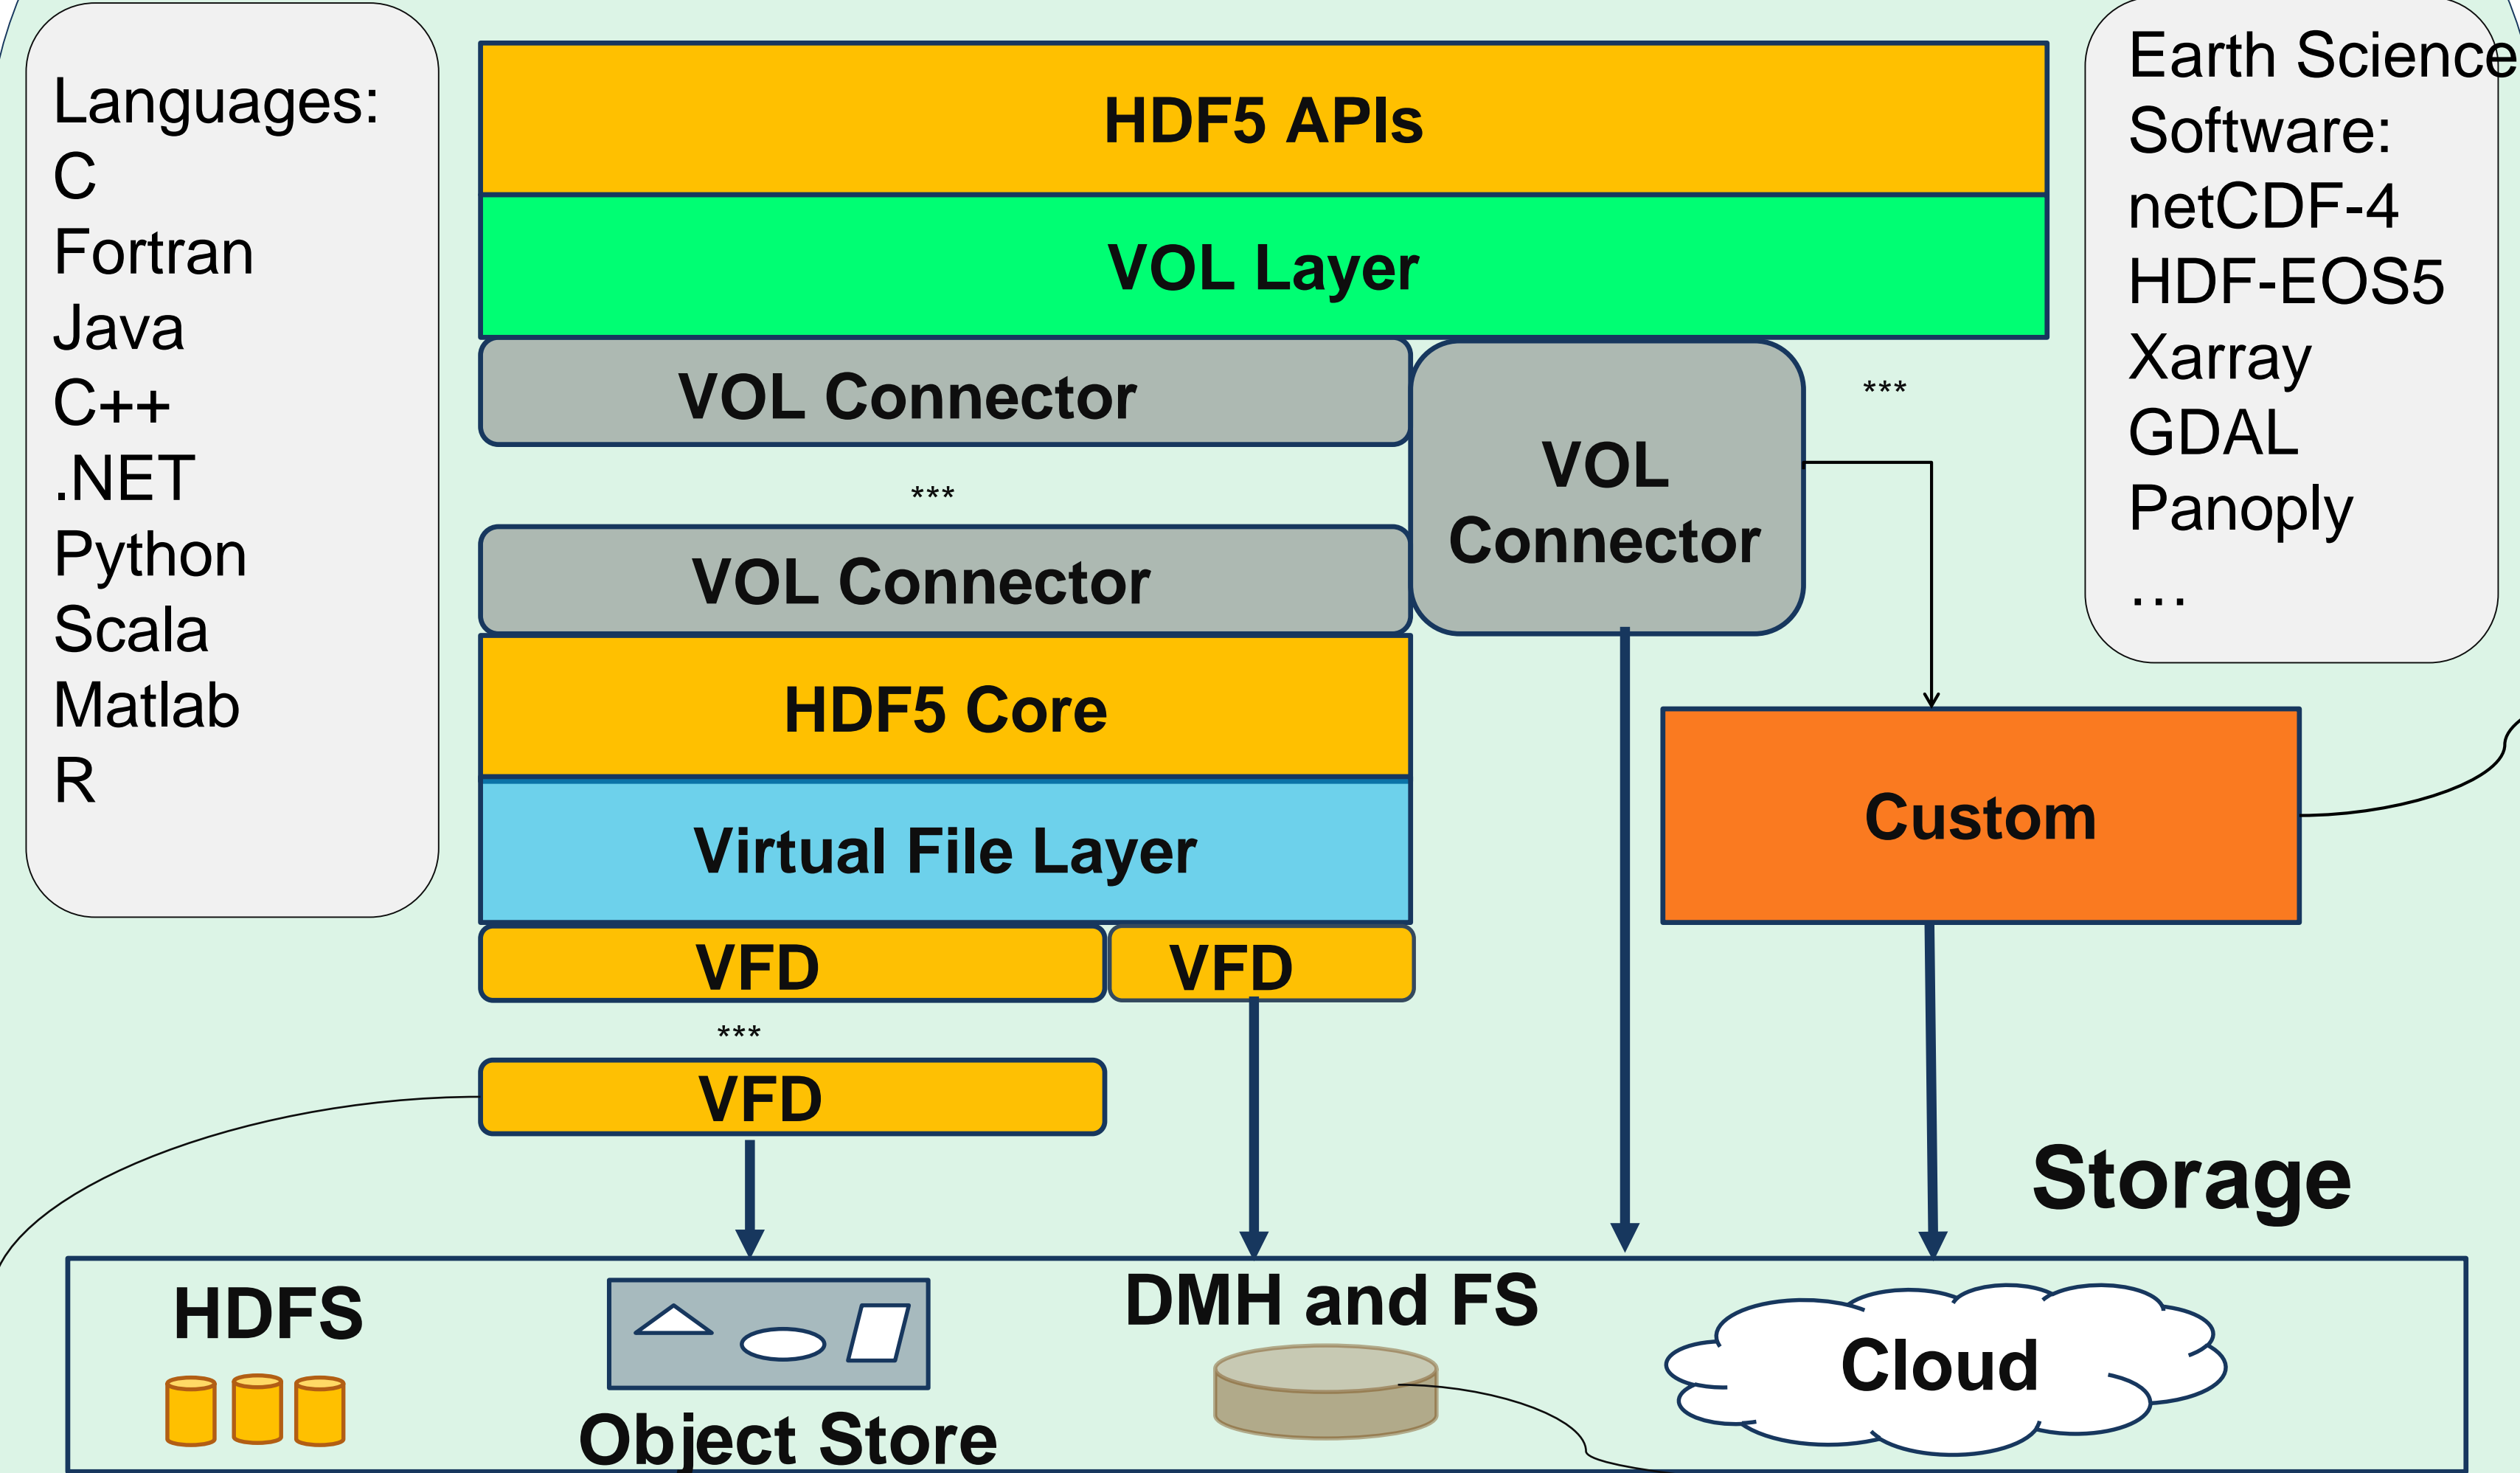 Languages:
C
Fortran
Java
C++
.NET
Python
Scala
Matlab
R
HDF5 APIs
VOL Layer
VOL Connector
***
VOL Connector
VOL
Connector
***
HDF5 Core
Virtual File Layer
VFD
VFD
***
VFD
Custom
Earth Science
Software:
netCDF-4
HDF-EOS5
Xarray
GDAL
Panoply
…
Storage
HDFS
Object Store
DMH and FS
Cloud